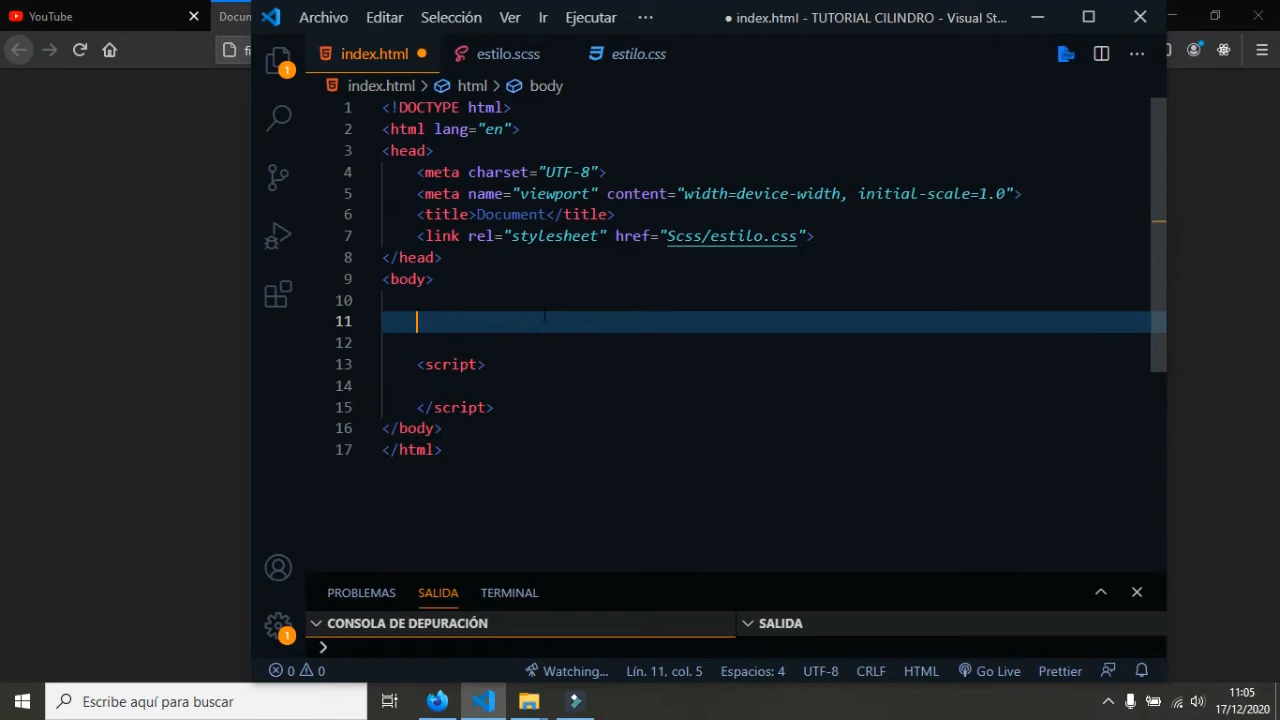 YouTube
Docun
fi
Archivo Editar Selección Ver Ir Ejecutar ··· ● index.html - TUTORIAL CILINDRO - Visual St...
index.html estilo.scss estilo.css
index.html > html > body
1 <!DOCTYPE html>
2 <html lang="en">
3 <head>
4 <meta charset="UTF-8">
5 <meta name="viewport" content="width=device-width, initial-scale=1.0">
6 <title>Document</title>
7 <link rel="stylesheet" href="Scss/estilo.css">
8 </head>
9 <body>
10
11
12
13 <script>
14
15 </script>
16 </body>
17 </html>
1
1
PROBLEMAS SALIDA TERMINAL
CONSOLA DE DEPURACIÓN SALIDA
>
0 0 Watching... Lín. 11, col. 5 Espacios: 4 UTF-8 CRLF HTML Go Live Prettier
Escribe aquí para buscar
11:05
17/12/2020